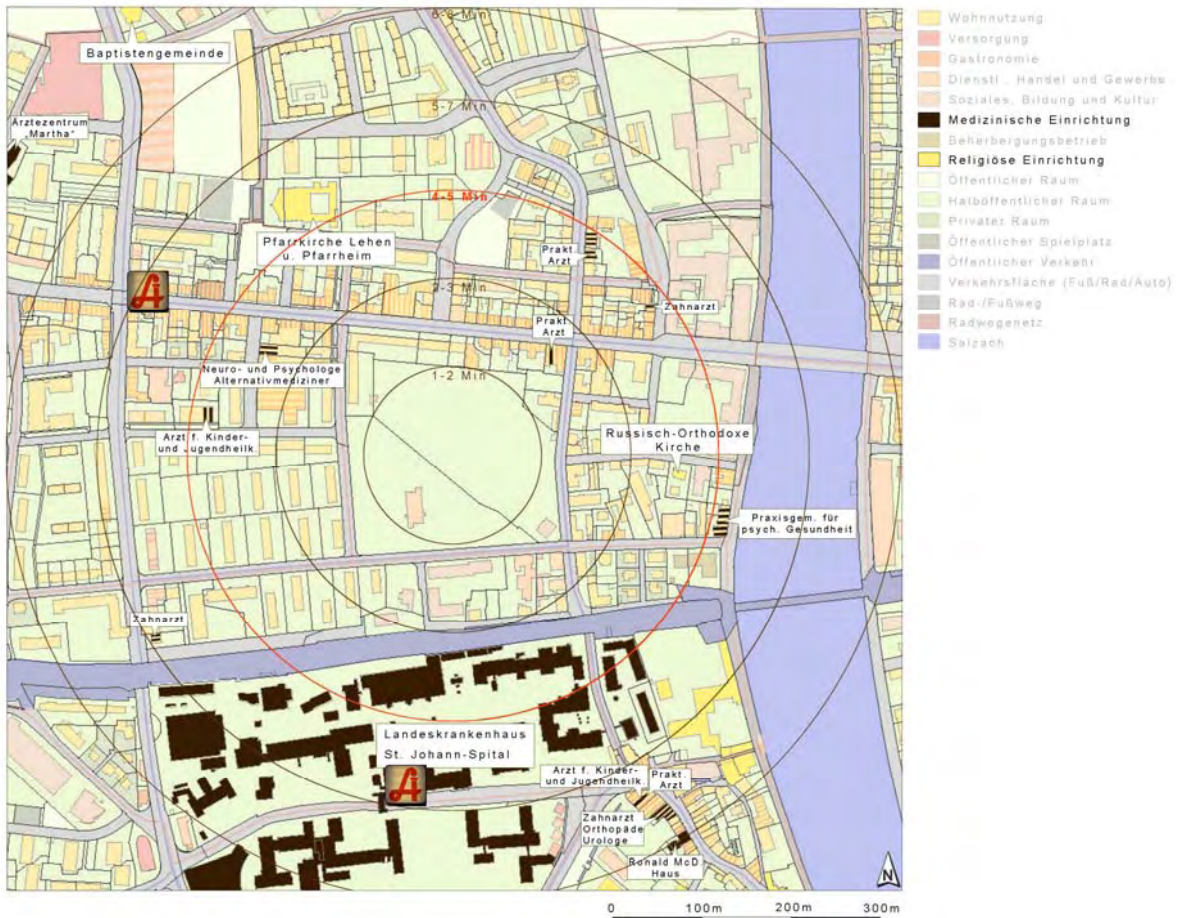 6-8 Min
Baptistengemeinde
5-7 Min
Ärztezentrum
„Martha"
4-5 Min
Pfarrkirche Lehen
u. Pfarrheim
Prakt.
Arzt
2-3 Min
Zahnarzt
Prakt.
Arzt
Neuro- und Psychologe
Alternativmediziner
1-2 Min
Arzt f. Kinder-
und Jugendheilk.
Russisch-Orthodoxe
Kirche
Praxisgem. für
psych. Gesundheit
Zahnarzt
Landeskrankenhaus
St. Johann-Spital
Arzt f. Kinder-
und Jugendheilk.
Prakt.
Arzt
Zahnarzt
Orthopäde
Urologe
Ronald McD
Haus
N
0 100m 200m 300m
Wohnnutzung
Versorgung
Gastronomie
Dienstl., Handel und Gewerbe
Soziales, Bildung und Kultur
Medizinische Einrichtung
Beherbergungsbetrieb
Religiöse Einrichtung
Öffentlicher Raum
Halböffentlicher Raum
Privater Raum
Öffentlicher Spielplatz
Öffentlicher Verkehr
Verkehrsfläche (Fuß/Rad/Auto)
Rad-/Fußweg
Radwegenetz
Salzach